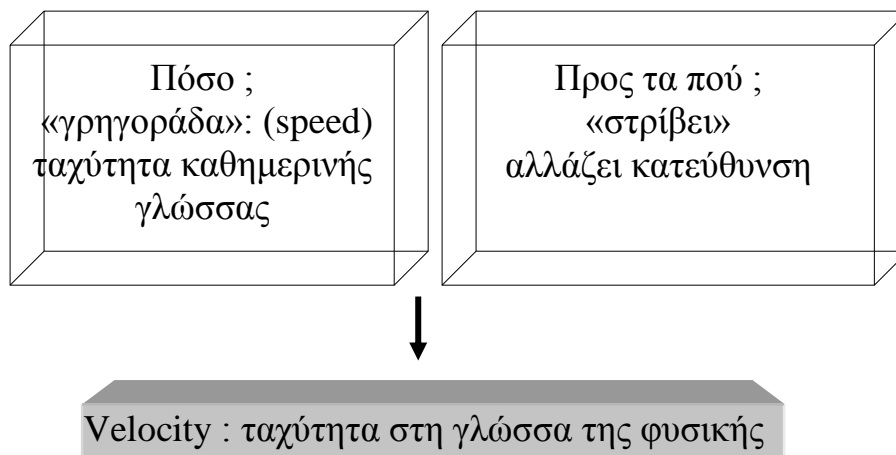 Πόσο ;
«γρηγοράδα»: (speed)
ταχύτητα καθημερινής
γλώσσας
Προς τα πού ;
«στρίβει»
αλλάζει κατεύθυνση
Velocity : ταχύτητα στη γλώσσα της φυσικής